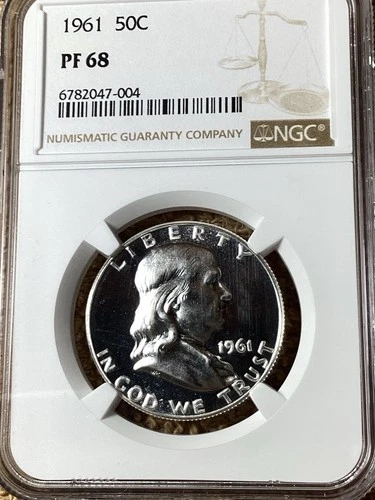 1961 50C
PF 68
6782047-004
NUMISMATIC GUARANTY COMPANY
NGC®
LIBERTY
1961
IN GOD WE TRUST